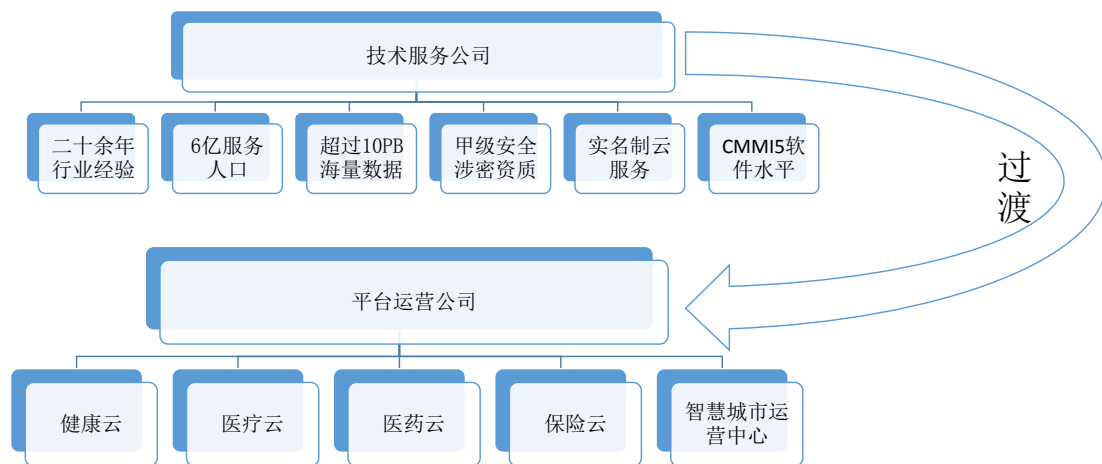 技术服务公司
二十余年
行业经验
6亿服务
人口
超过10PB
海量数据
甲级安全
涉密资质
实名制云
服务
CMMI5软
件水平
过
渡
平台运营公司
健康云
医疗云
医药云
保险云
智慧城市运
营中心